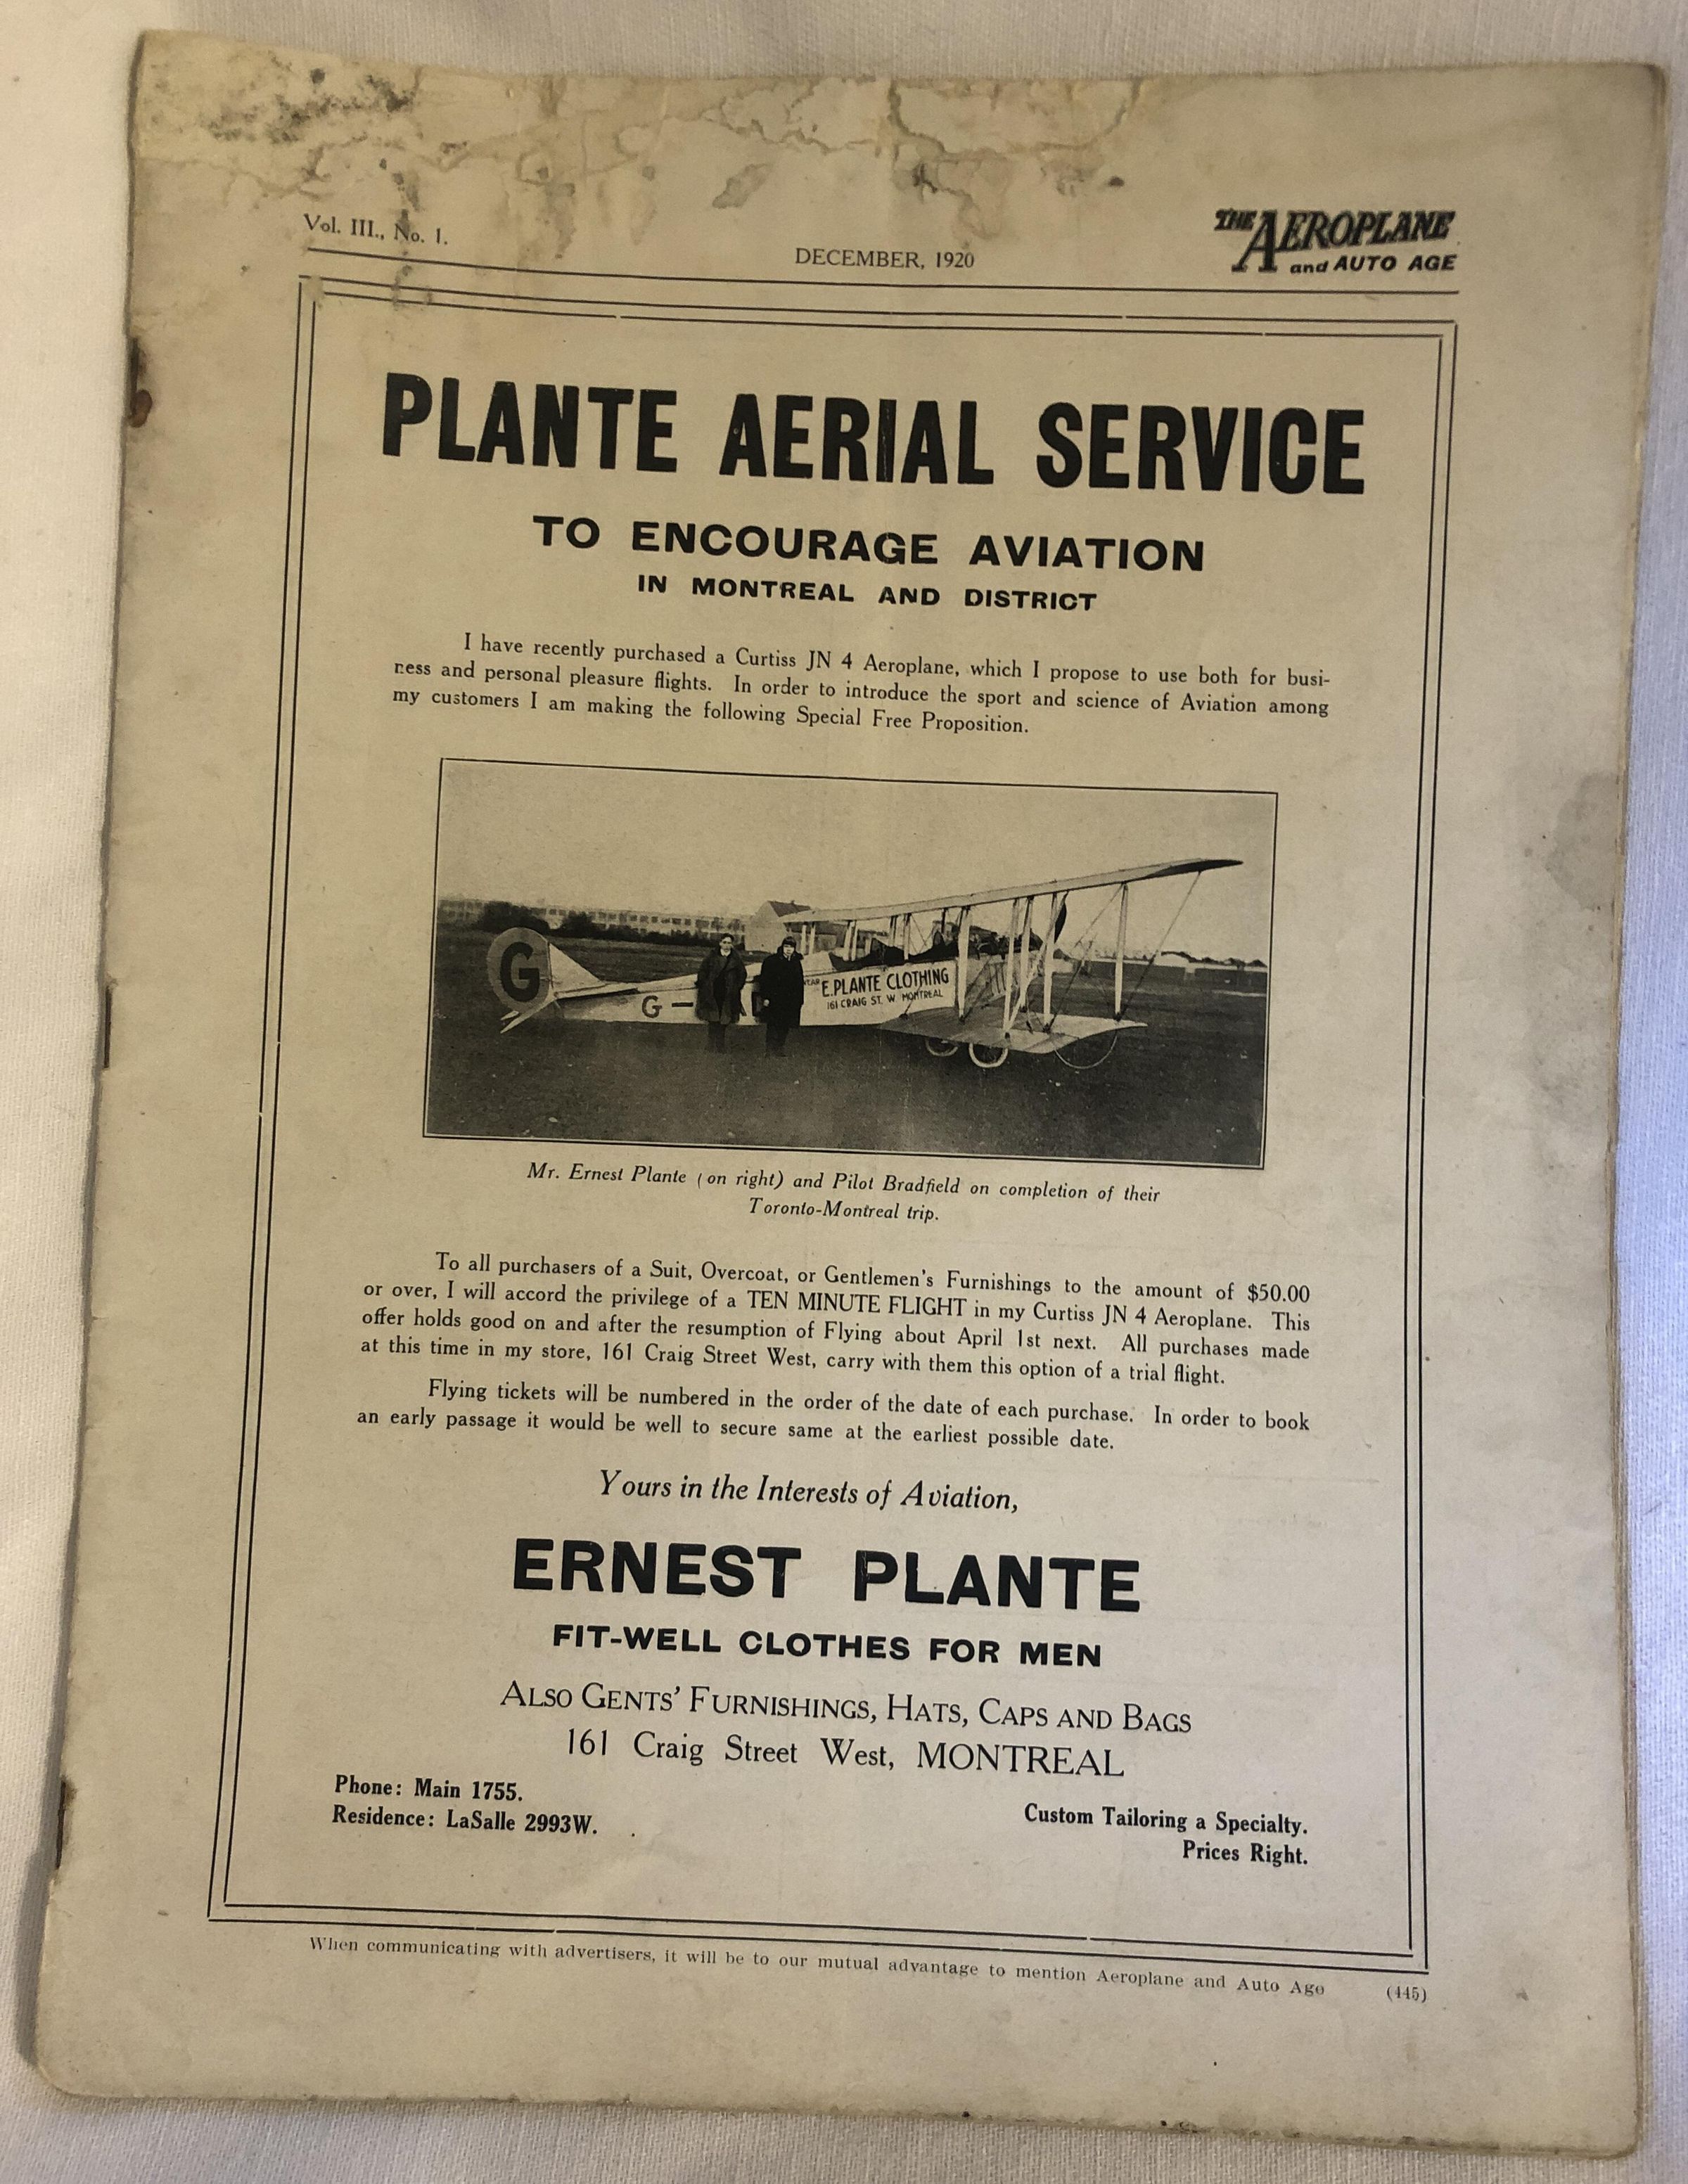 Vol. III., No. 1.
DECEMBER, 1920
THE AEROPLANE
and AUTO AGE
PLANTE AERIAL SERVICE
TO ENCOURAGE AVIATION
IN MONTREAL AND DISTRICT
I have recently purchased a Curtiss JN 4 Aeroplane, which I propose to use both for busi-
ness and personal pleasure flights. In order to introduce the sport and science of Aviation among
my customers I am making the following Special Free Proposition.
G
G —
E. PLANTE CLOTHING
161 CRAIG ST. W MONTREAL
Mr. Ernest Plante (on right) and Pilot Bradfield on completion of their
Toronto-Montreal trip.
To all purchasers of a Suit, Overcoat, or Gentlemen's Furnishings to the amount of $50.00
or over, I will accord the privilege of a TEN MINUTE FLIGHT in my Curtiss JN 4 Aeroplane. This
offer holds good on and after the resumption of Flying about April 1st next. All purchases made
at this time in my store, 161 Craig Street West, carry with them this option of a trial flight.
Flying tickets will be numbered in the order of the date of each purchase. In order to book
an early passage it would be well to secure same at the earliest possible date.
Yours in the Interests of Aviation,
ERNEST PLANTE
FIT-WELL CLOTHES FOR MEN
ALSO GENTS' FURNISHINGS, HATS, CAPS AND BAGS
161 Craig Street West, MONTREAL
Phone: Main 1755.
Residence: LaSalle 2993W.
Custom Tailoring a Specialty.
Prices Right.
When communicating with advertisers, it will be to our mutual advantage to mention Aeroplane and Auto Age (445)